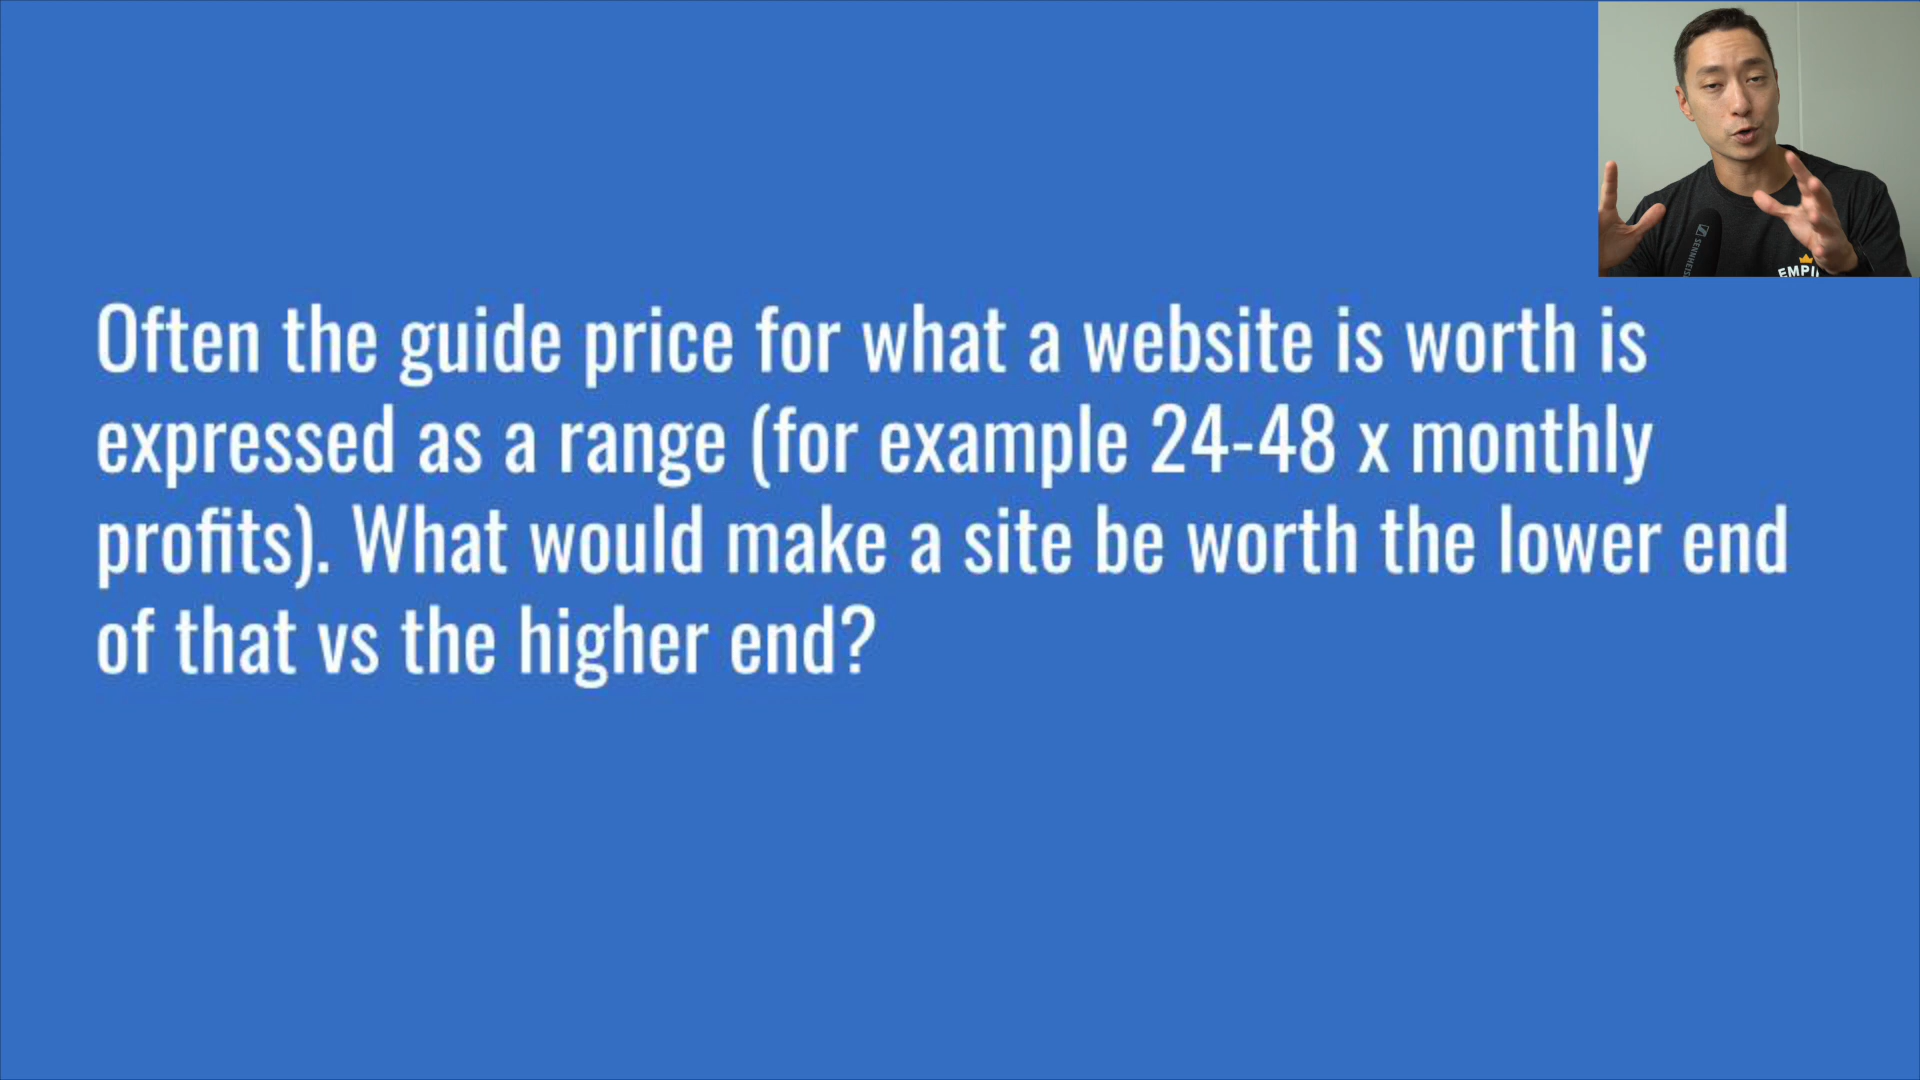 Often the guide price for what a website is worth is
expressed as a range (for example 24-48 x monthly
profits). What would make a site be worth the lower end
of that vs the higher end?